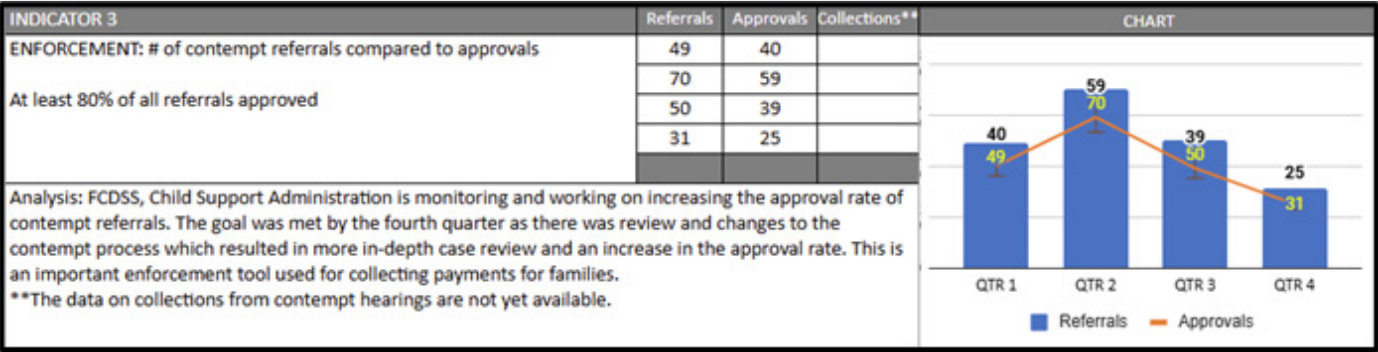 INDICATOR 3 Referrals Approvals Collections** CHART
ENFORCEMENT: # of contempt referrals compared to approvals 49 40
70 59
At least 80% of all referrals approved
50 39
31 25
Analysis: FCDSS, Child Support Administration is monitoring and working on increasing the approval rate of
contempt referrals. The goal was met by the fourth quarter as there was review and changes to the
contempt process which resulted in more in-depth case review and an increase in the approval rate. This is
an important enforcement tool used for collecting payments for families.
**The data on collections from contempt hearings are not yet available.
59
70
40
49
39
50
25
31
QTR 1 QTR 2 QTR 3 QTR 4
Referrals Approvals